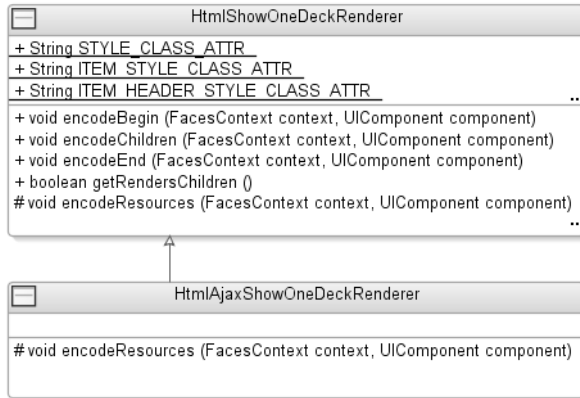 HtmlShowOneDeckRenderer
+ String STYLE_CLASS_ATTR
+ String ITEM_STYLE_CLASS_ATTR
+ String ITEM_HEADER_STYLE_CLASS_ATTR
...
+ void encodeBegin (FacesContext context, UIComponent component)
+ void encodeChildren (FacesContext context, UIComponent component)
+ void encodeEnd (FacesContext context, UIComponent component)
+ boolean getRendersChildren ()
# void encodeResources (FacesContext context, UIComponent component)
...
HtmlAjaxShowOneDeckRenderer
# void encodeResources (FacesContext context, UIComponent component)